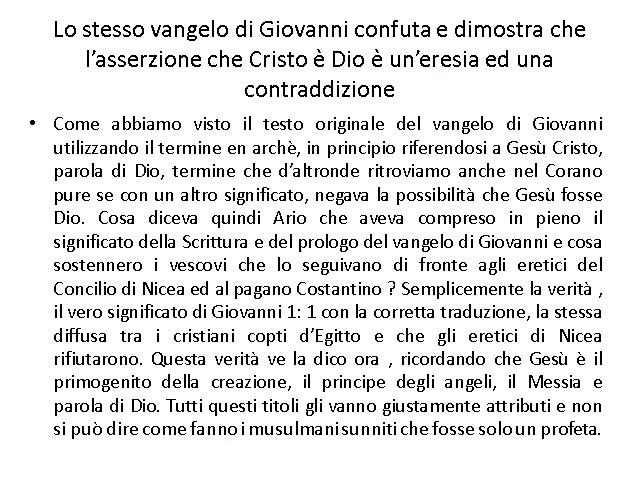 Lo stesso vangelo di Giovanni confuta e dimostra che
l'asserzione che Cristo è Dio è un'eresia ed una
contraddizione
• Come abbiamo visto il testo originale del vangelo di Giovanni
utilizzando il termine en archè, in principio riferendosi a Gesù Cristo,
parola di Dio, termine che d'altronde ritroviamo anche nel Corano
pure se con un altro significato, negava la possibilità che Gesù fosse
Dio. Cosa diceva quindi Ario che aveva compreso in pieno il
significato della Scrittura e del prologo del vangelo di Giovanni e cosa
sostennero i vescovi che lo seguivano di fronte agli eretici del
Concilio di Nicea ed al pagano Costantino ? Semplicemente la verità ,
il vero significato di Giovanni 1: 1 con la corretta traduzione, la stessa
diffusa tra i cristiani copti d'Egitto e che gli eretici di Nicea
rifiutarono. Questa verità ve la dico ora , ricordando che Gesù è il
primogenito della creazione, il principe degli angeli, il Messia e
parola di Dio. Tutti questi titoli gli vanno giustamente attribuiti e non
si può dire come fanno i musulmani sunniti che fosse solo un profeta.